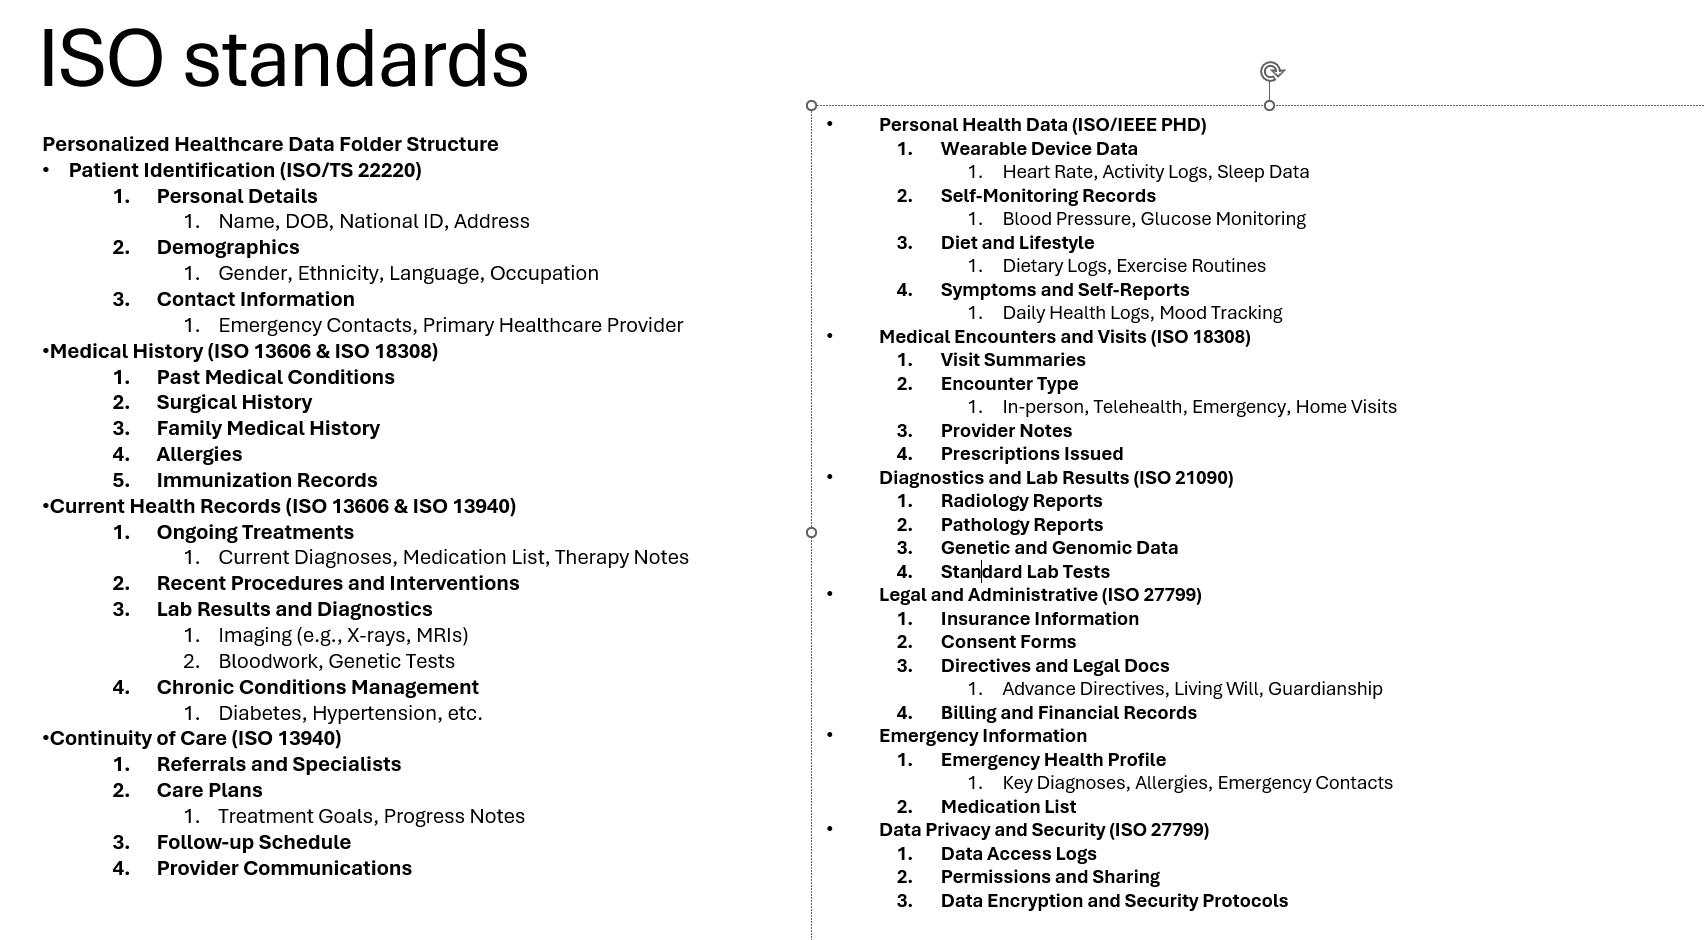 ISO standards
Personalized Healthcare Data Folder Structure
• Patient Identification (ISO/TS 22220)
1. Personal Details
1. Name, DOB, National ID, Address
2. Demographics
1. Gender, Ethnicity, Language, Occupation
3. Contact Information
1. Emergency Contacts, Primary Healthcare Provider
•Medical History (ISO 13606 & ISO 18308)
1. Past Medical Conditions
2. Surgical History
3. Family Medical History
4. Allergies
5. Immunization Records
•Current Health Records (ISO 13606 & ISO 13940)
1. Ongoing Treatments
1. Current Diagnoses, Medication List, Therapy Notes
2. Recent Procedures and Interventions
3. Lab Results and Diagnostics
1. Imaging (e.g., X-rays, MRIs)
2. Bloodwork, Genetic Tests
4. Chronic Conditions Management
1. Diabetes, Hypertension, etc.
•Continuity of Care (ISO 13940)
1. Referrals and Specialists
2. Care Plans
1. Treatment Goals, Progress Notes
3. Follow-up Schedule
4. Provider Communications
• Personal Health Data (ISO/IEEE PHD)
1. Wearable Device Data
1. Heart Rate, Activity Logs, Sleep Data
2. Self-Monitoring Records
1. Blood Pressure, Glucose Monitoring
3. Diet and Lifestyle
1. Dietary Logs, Exercise Routines
4. Symptoms and Self-Reports
1. Daily Health Logs, Mood Tracking
• Medical Encounters and Visits (ISO 18308)
1. Visit Summaries
2. Encounter Type
1. In-person, Telehealth, Emergency, Home Visits
3. Provider Notes
4. Prescriptions Issued
• Diagnostics and Lab Results (ISO 21090)
1. Radiology Reports
2. Pathology Reports
3. Genetic and Genomic Data
4. Standard Lab Tests
• Legal and Administrative (ISO 27799)
1. Insurance Information
2. Consent Forms
3. Directives and Legal Docs
1. Advance Directives, Living Will, Guardianship
4. Billing and Financial Records
• Emergency Information
1. Emergency Health Profile
1. Key Diagnoses, Allergies, Emergency Contacts
2. Medication List
• Data Privacy and Security (ISO 27799)
1. Data Access Logs
2. Permissions and Sharing
3. Data Encryption and Security Protocols